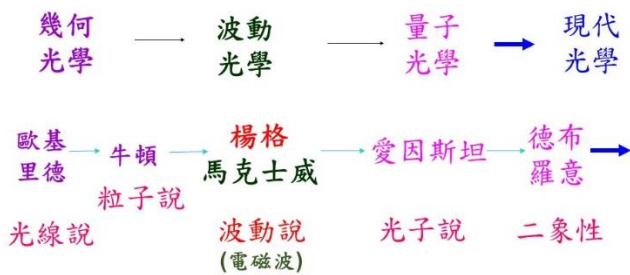 幾何
光學
波動
光學
量子
光學
現代
光學
歐基
里德
牛頓
楊格
馬克士威
愛因斯坦
德布
羅意
光線說
粒子說
波動說
(電磁波)
光子說
二象性